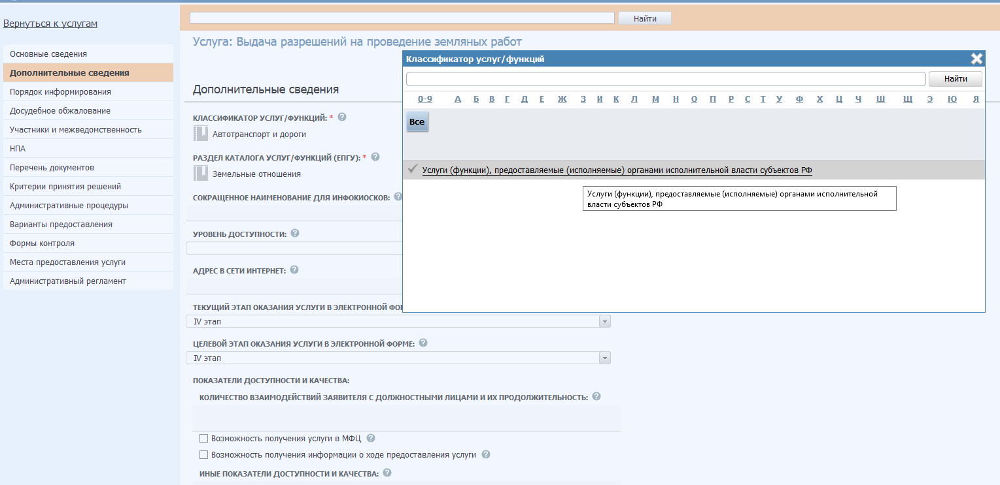 Вернуться к услугам
Основные сведения
Дополнительные сведения
Порядок информирования
Досудебное обжалование
Участники и межведомственность
НПА
Перечень документов
Критерии принятия решений
Административные процедуры
Варианты предоставления
Формы контроля
Места предоставления услуги
Административный регламент
Найти
Услуга: Выдача разрешений на проведение земляных работ
Дополнительные сведения
КЛАССИФИКАТОР УСЛУГ/ФУНКЦИЙ: * ?
Автотранспорт и дороги
РАЗДЕЛ КАТАЛОГА УСЛУГ/ФУНКЦИЙ (ЕПГУ): * ?
Земельные отношения
СОКРАЩЕННОЕ НАИМЕНОВАНИЕ ДЛЯ ИНФОКИОСКОВ: ?
УРОВЕНЬ ДОСТУПНОСТИ: ?
АДРЕС В СЕТИ ИНТЕРНЕТ: ?
ТЕКУЩИЙ ЭТАП ОКАЗАНИЯ УСЛУГИ В ЭЛЕКТРОННОЙ ФО
IV этап
ЦЕЛЕВОЙ ЭТАП ОКАЗАНИЯ УСЛУГИ В ЭЛЕКТРОННОЙ ФОРМЕ: ?
IV этап
ПОКАЗАТЕЛИ ДОСТУПНОСТИ И КАЧЕСТВА:
КОЛИЧЕСТВО ВЗАИМОДЕЙСТВИЙ ЗАЯВИТЕЛЯ С ДОЛЖНОСТНЫМИ ЛИЦАМИ И ИХ ПРОДОЛЖИТЕЛЬНОСТЬ: ?
Возможность получения услуги в МФЦ ?
Возможность получения информации о ходе предоставления услуги ?
ИНЫЕ ПОКАЗАТЕЛИ ДОСТУПНОСТИ И КАЧЕСТВА: ?
Классификатор услуг/функций
Найти
0-9 А Б В Г Д Е Ж З И К Л М Н О П Р С Т У Ф Х Ц Ч Ш Щ Э Ю Я
Все
Услуги (функции), предоставляемые (исполняемые) органами исполнительной власти субъектов РФ
Услуги (функции), предоставляемые (исполняемые) органами исполнительной
власти субъектов РФ